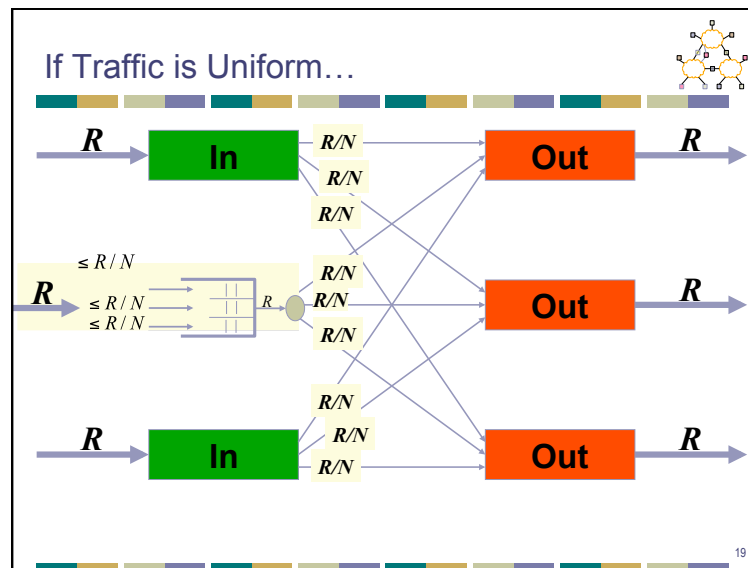 If Traffic is Uniform…
R
In
R/N
R/N
R/N
Out
R
≤ R / N
R
≤ R / N
≤ R / N
R
R/N
R/N
R/N
Out
R
R
In
R/N
R/N
R/N
Out
R
19